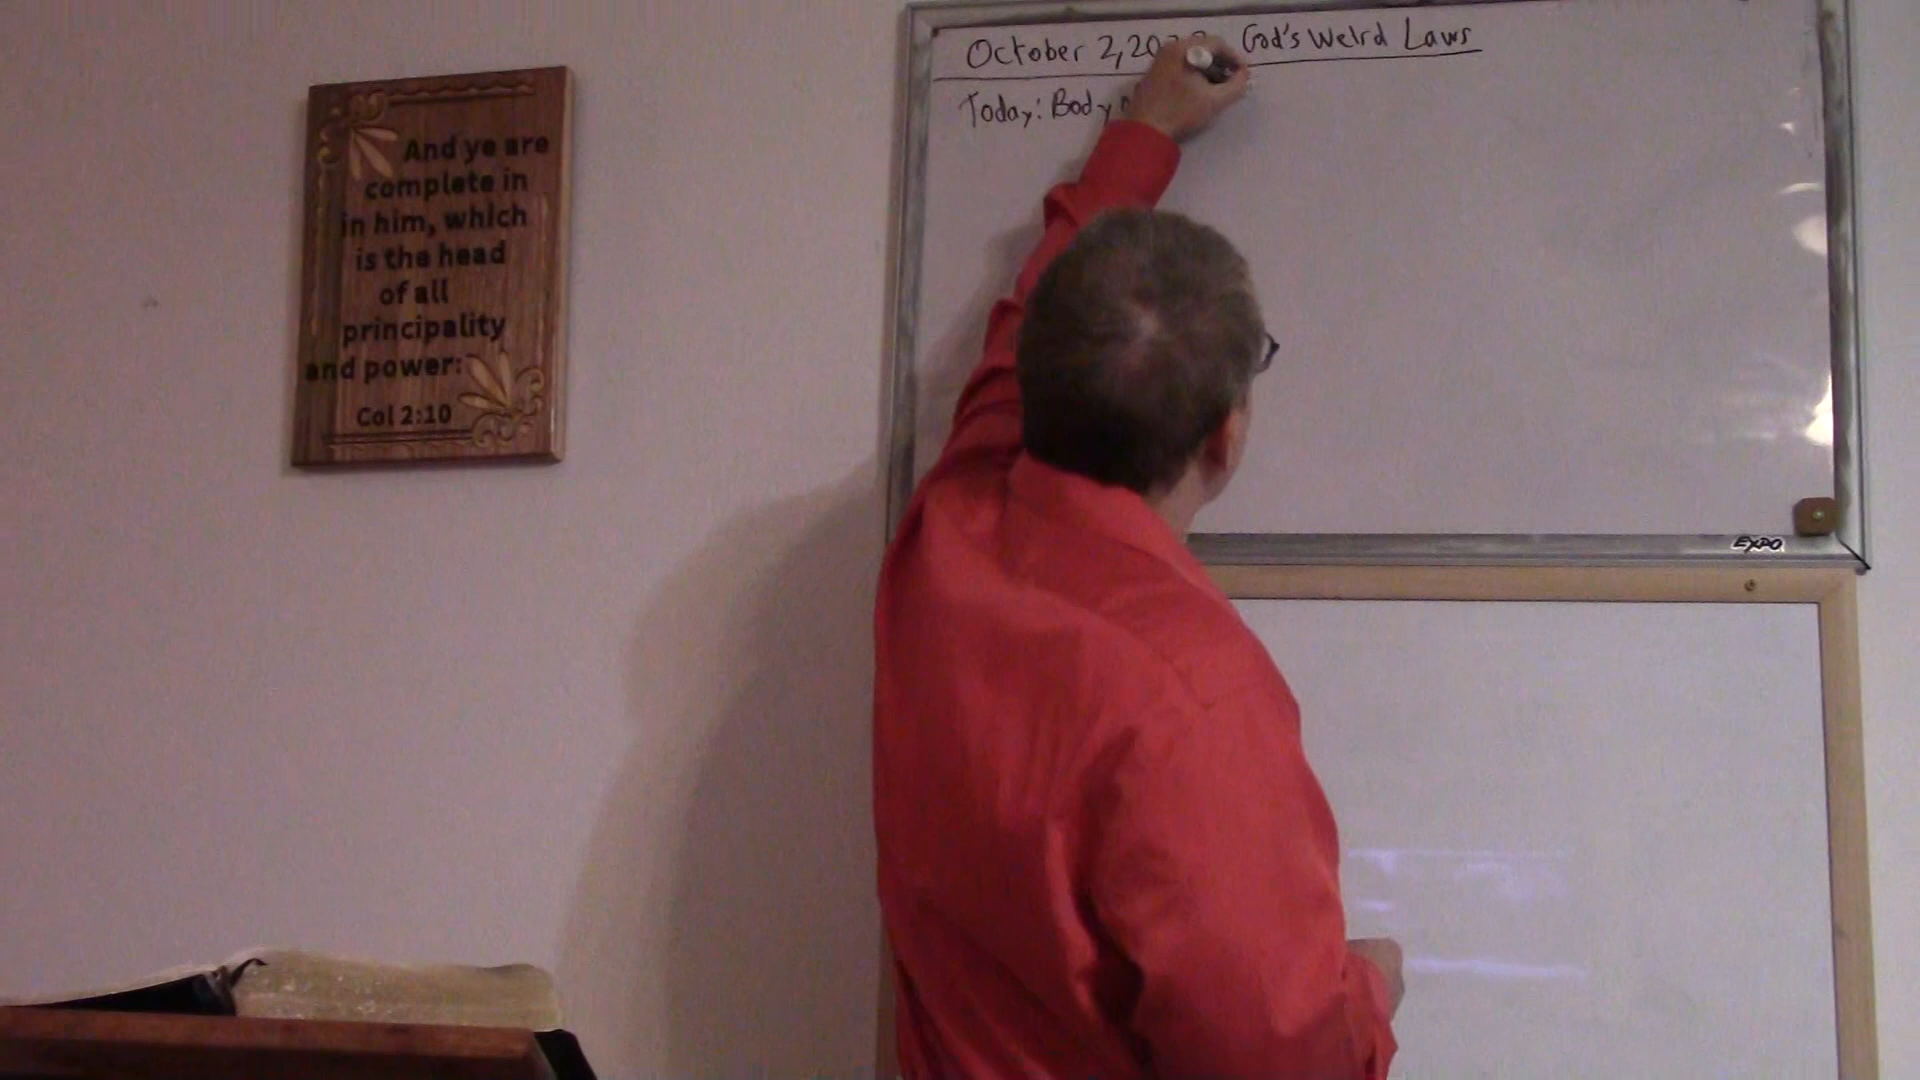 And ye are
complete in
in him, which
is the head
of all
principality
and power:
Col 2:10
October 2, God's Weird Laws
Today: Body
EXPO